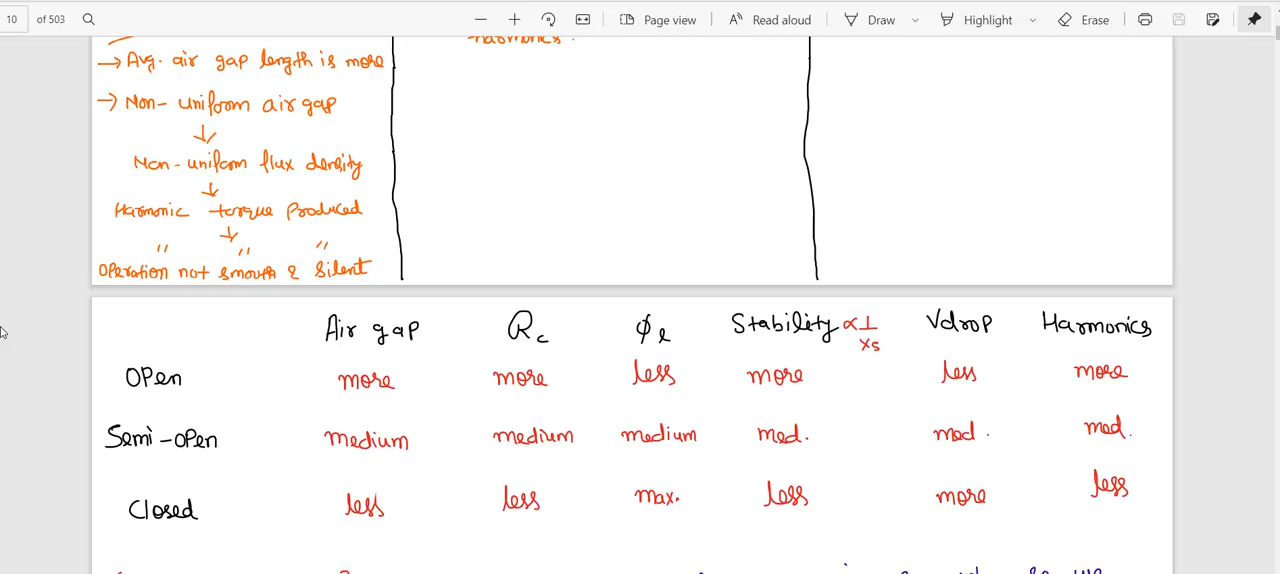 10 of 503 Page view Read aloud Draw Highlight Erase
harmonics.
→ Avg. air gap length is more
→ Non-uniform air gap
↓
Non-uniform flux density
↓
Harmonic torque produced
↓
" " "
Operation not smooth & silent
Air gap Rc ϕl Stability ∝ 1/Xs Vdrop Harmonics
Open more more less more less more
Semi-open medium medium medium med. med. med.
Closed less less max. less more less